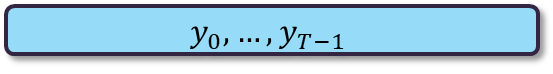 y₀, … , y_{T−1}